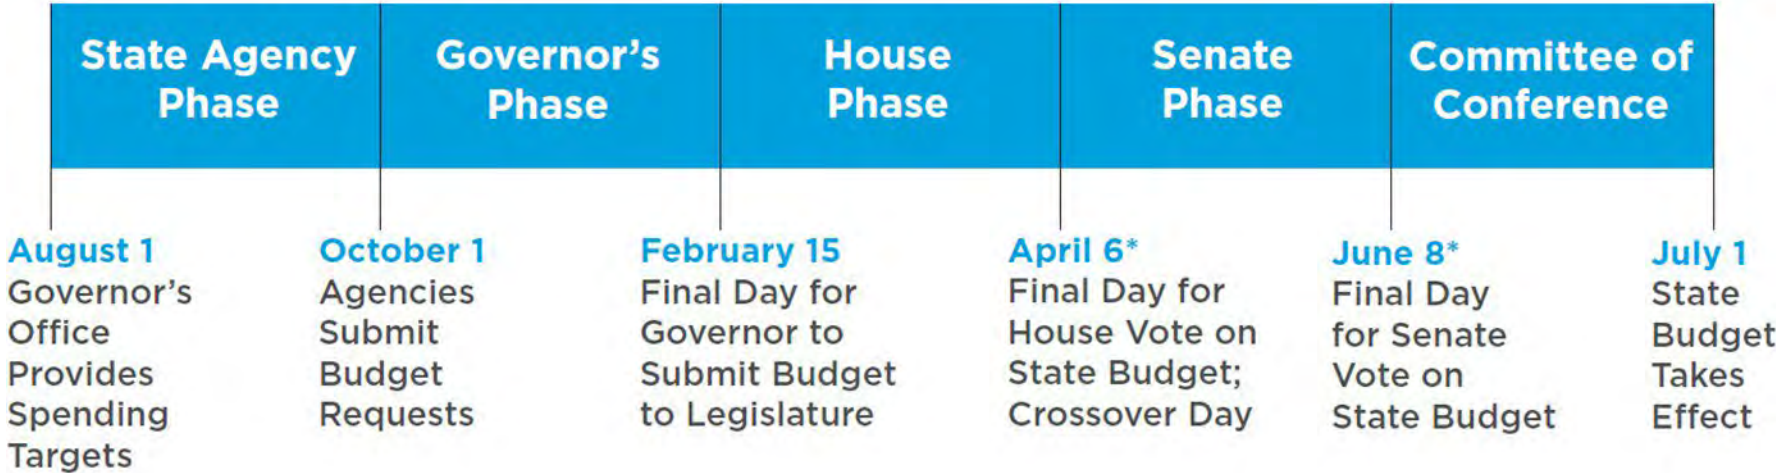 State Agency
Phase
Governor's
Phase
House
Phase
Senate
Phase
Committee of
Conference
August 1
Governor's
Office
Provides
Spending
Targets
October 1
Agencies
Submit
Budget
Requests
February 15
Final Day for
Governor to
Submit Budget
to Legislature
April 6*
Final Day for
House Vote on
State Budget;
Crossover Day
June 8*
Final Day
for Senate
Vote on
State Budget
July 1
State
Budget
Takes
Effect